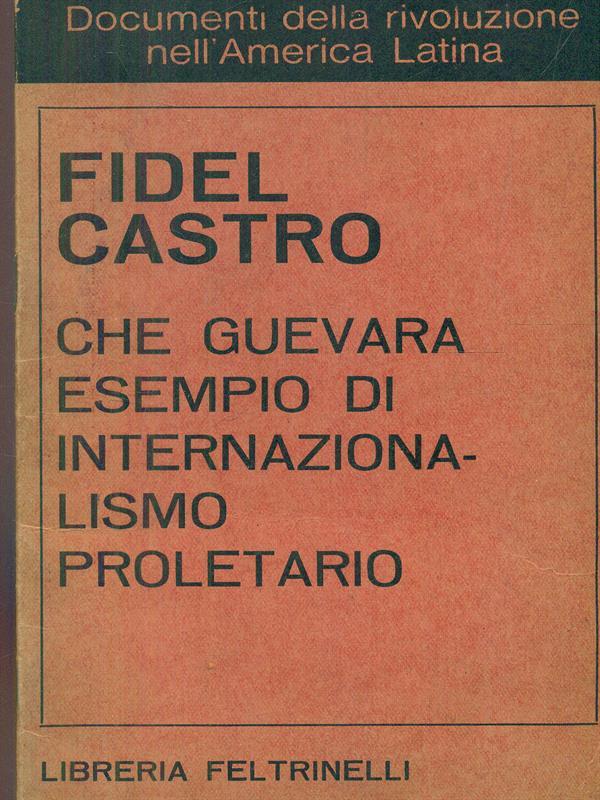 Documenti della rivoluzione
nell'America Latina
FIDEL
CASTRO
CHE GUEVARA
ESEMPIO DI
INTERNAZIONA-
LISMO
PROLETARIO
LIBRERIA FELTRINELLI